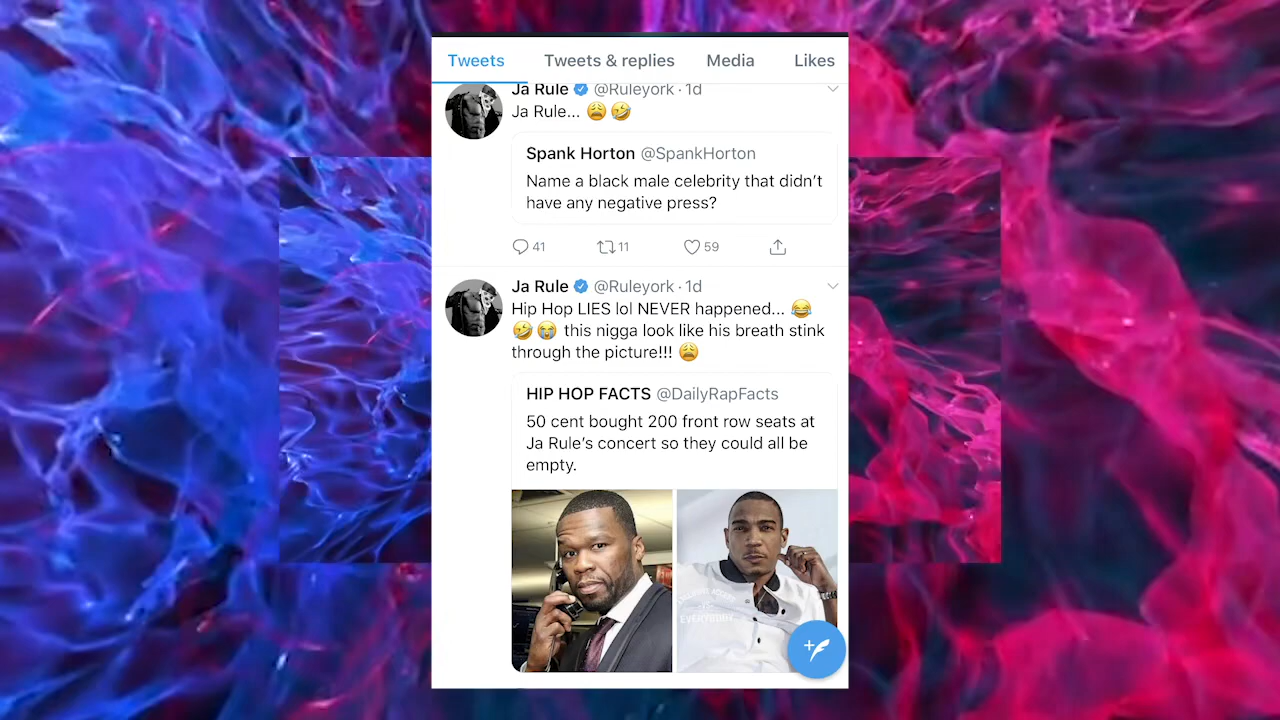 Tweets Tweets & replies Media Likes
Ja Rule @Ruleyork · 1d
Ja Rule... 😩 🤣
Spank Horton @SpankHorton
Name a black male celebrity that didn’t
have any negative press?
41 11 59
Ja Rule @Ruleyork · 1d
Hip Hop LIES lol NEVER happened... 😂
🤣 😭 this nigga look like his breath stink
through the picture!!! 😩
HIP HOP FACTS @DailyRapFacts
50 cent bought 200 front row seats at
Ja Rule’s concert so they could all be
empty.
EVERYBODY